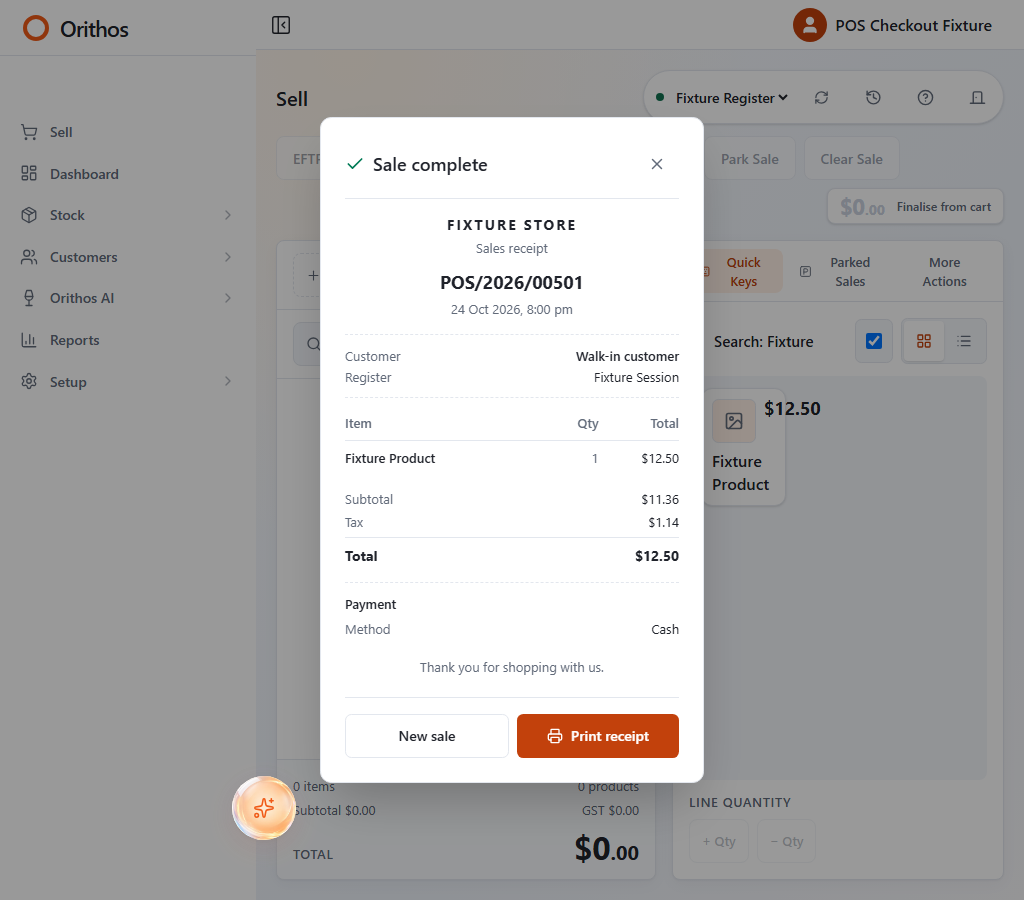 Orithos
POS Checkout Fixture
Sell
Dashboard
Stock
Customers
Orithos AI
Reports
Setup
Sell
Fixture Register
Park Sale
Clear Sale
$0.00 Finalise from cart
Quick Keys
Parked Sales
More Actions
Search: Fixture
$12.50
Fixture
Product
Sale complete
FIXTURE STORE
Sales receipt
POS/2026/00501
24 Oct 2026, 8:00 pm
Customer Walk-in customer
Register Fixture Session
Item Qty Total
Fixture Product 1 $12.50
Subtotal $11.36
Tax $1.14
Total $12.50
Payment
Method Cash
Thank you for shopping with us.
New sale
Print receipt
0 items 0 products
Subtotal $0.00 GST $0.00
TOTAL $0.00
LINE QUANTITY
+ Qty − Qty